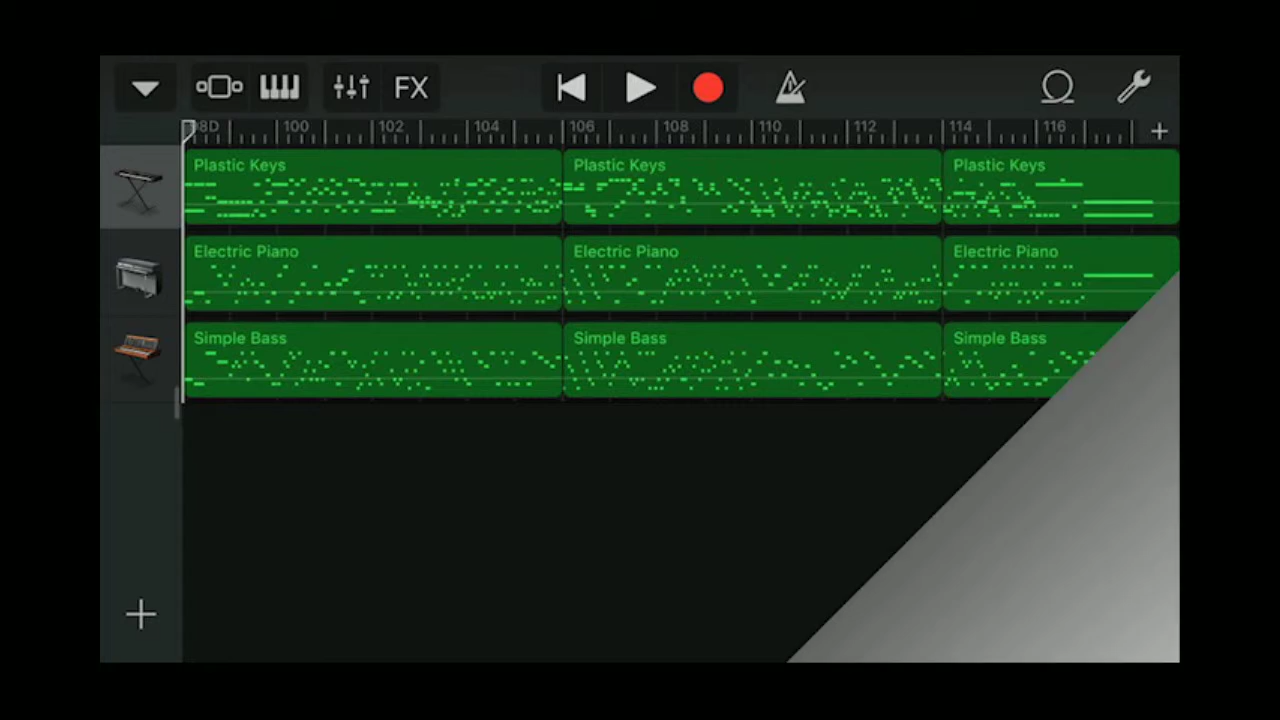 FX
98D 100 102 104 106 108 110 112 114 116
Plastic Keys Plastic Keys Plastic Keys
Electric Piano Electric Piano Electric Piano
Simple Bass Simple Bass Simple Bass